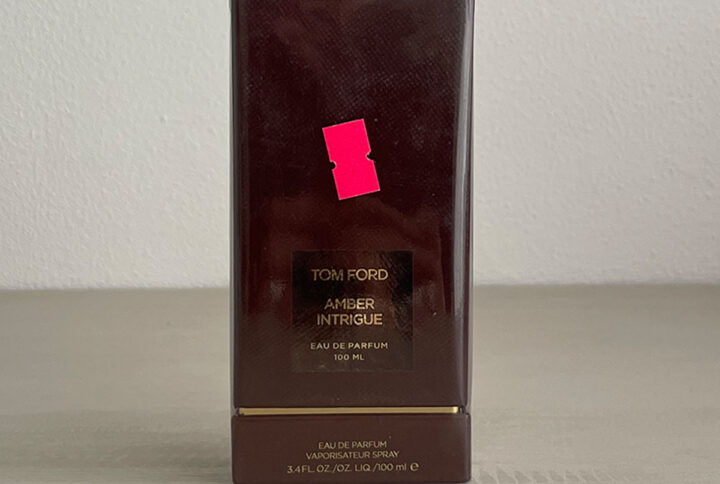 TOM FORD
AMBER
INTRIGUE
EAU DE PARFUM
100 ML
EAU DE PARFUM
VAPORISATEUR SPRAY
3.4 FL. OZ./OZ. LIQ./100 ml ℮